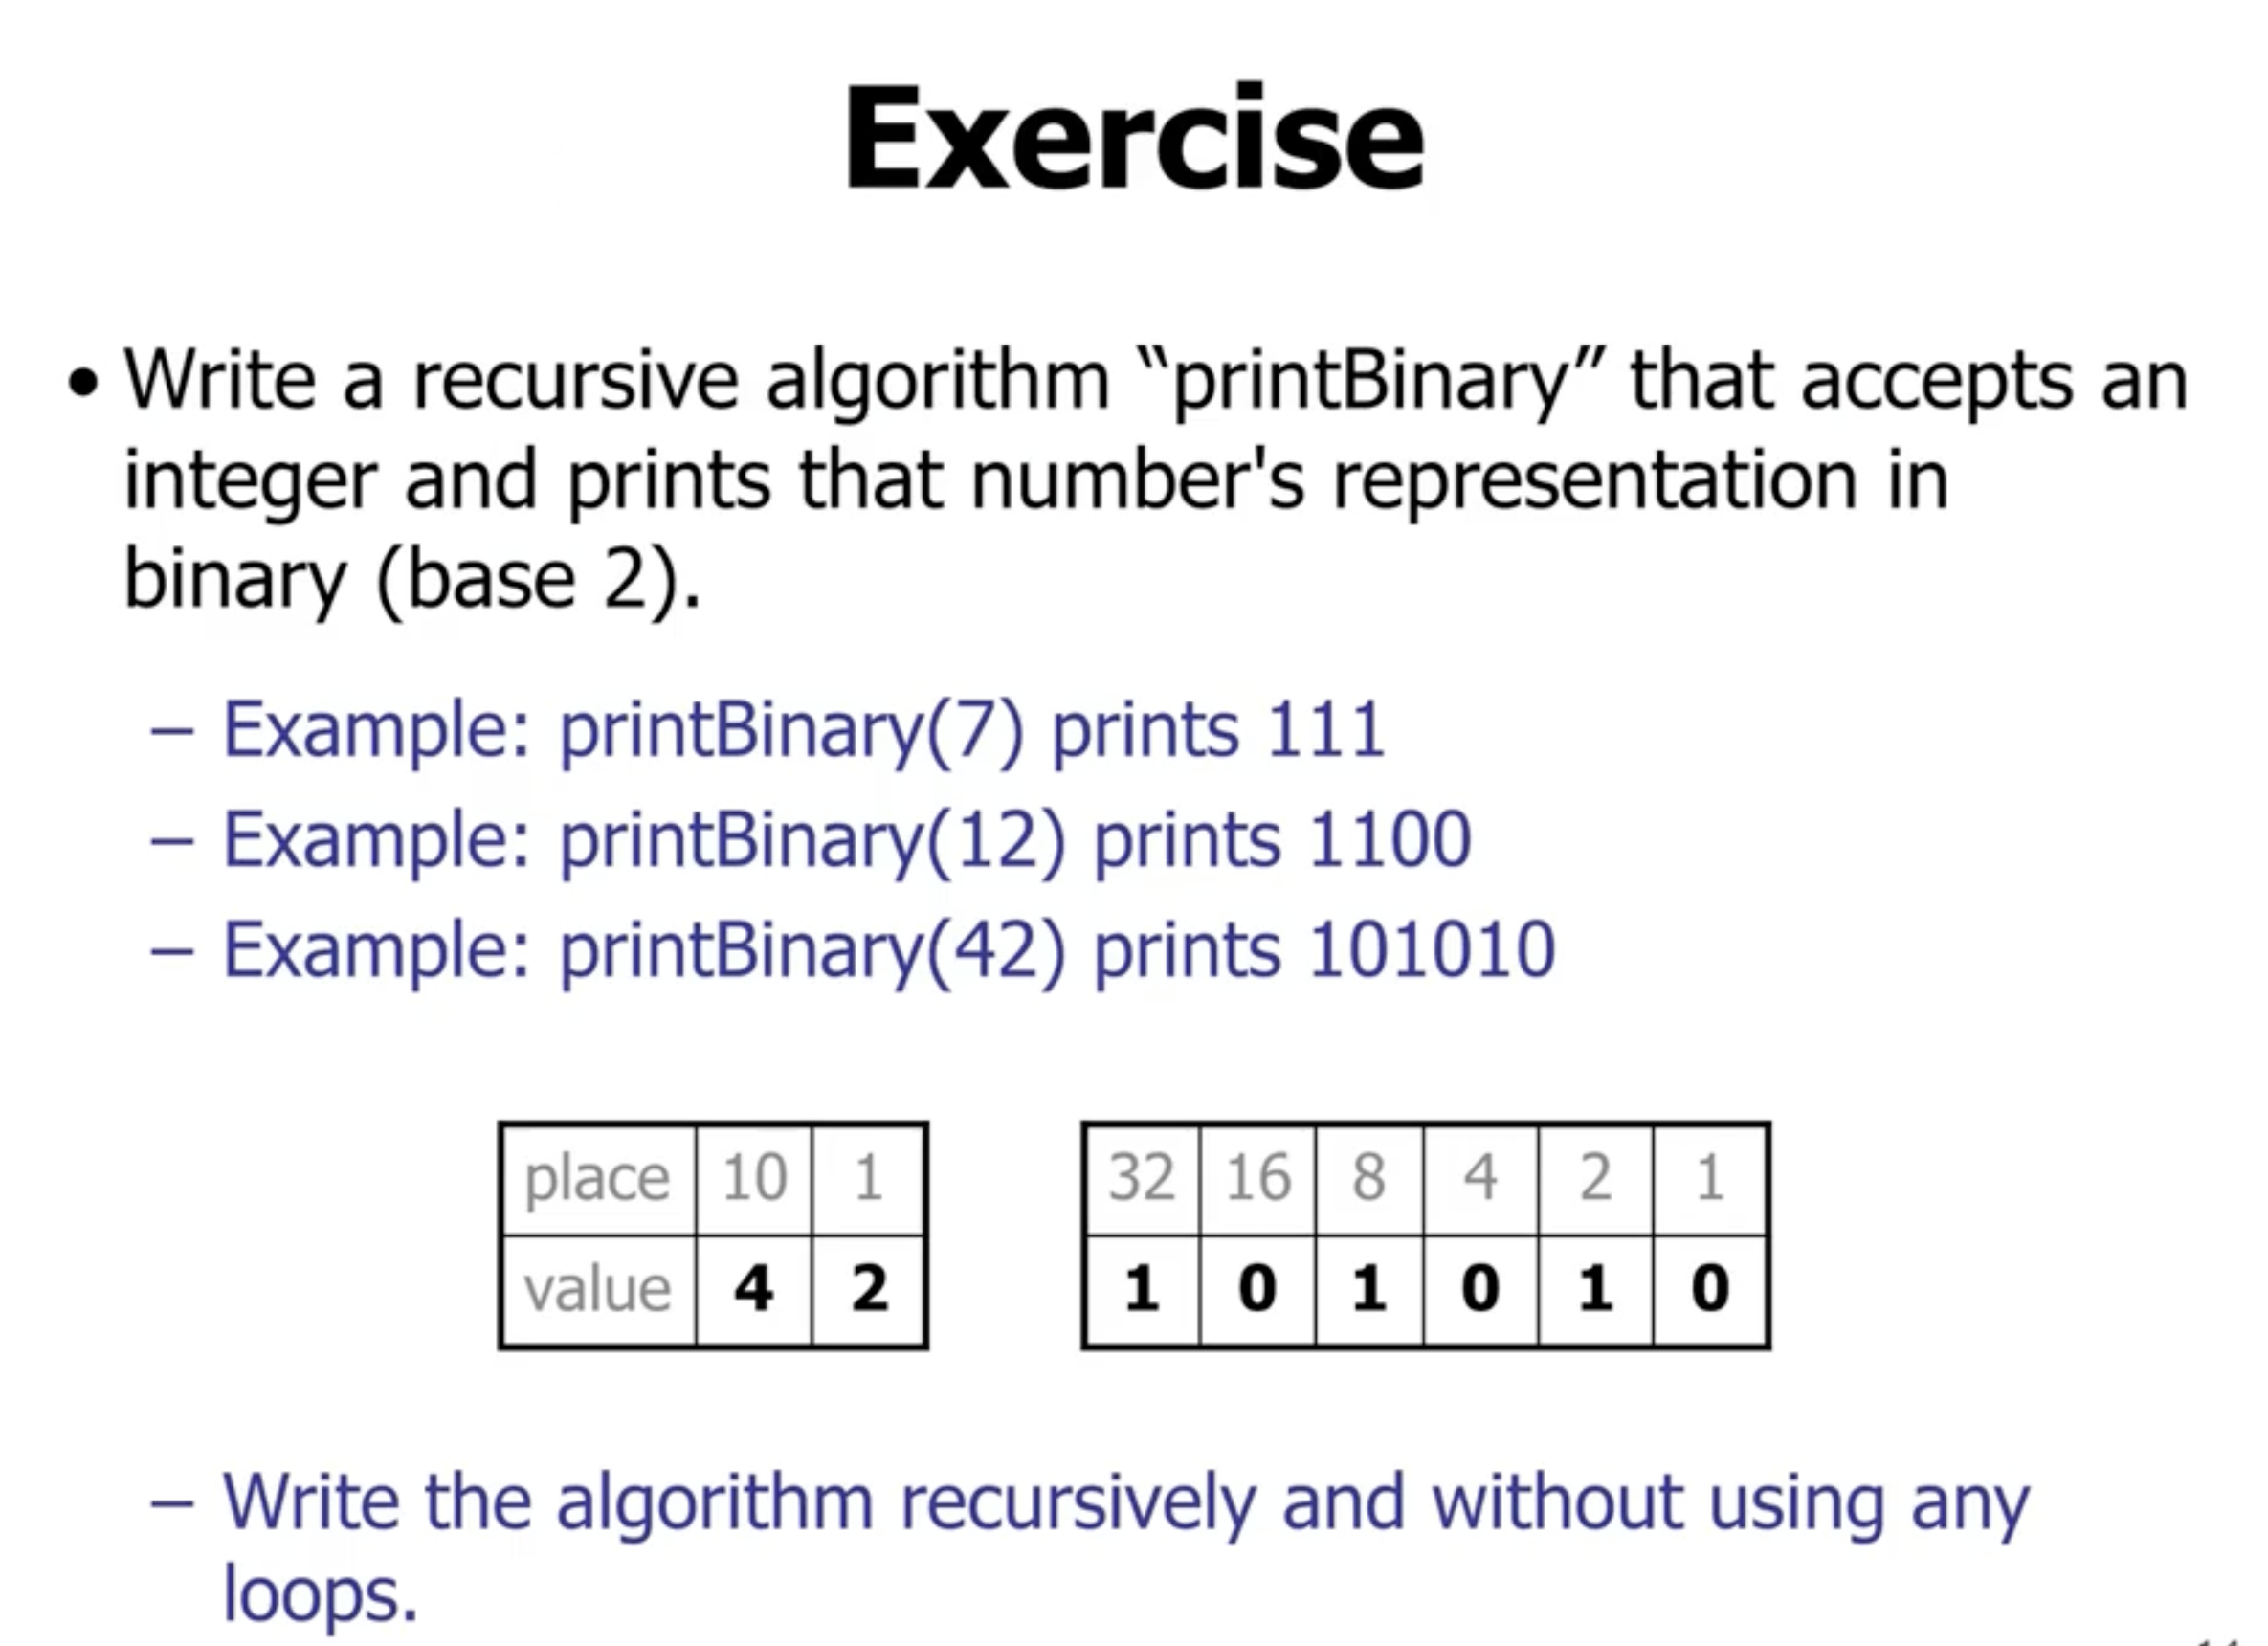 Exercise
• Write a recursive algorithm “printBinary” that accepts an
integer and prints that number's representation in
binary (base 2).
– Example: printBinary(7) prints 111
– Example: printBinary(12) prints 1100
– Example: printBinary(42) prints 101010
place 10 1
value 4 2
32 16 8 4 2 1
1 0 1 0 1 0
– Write the algorithm recursively and without using any
loops.